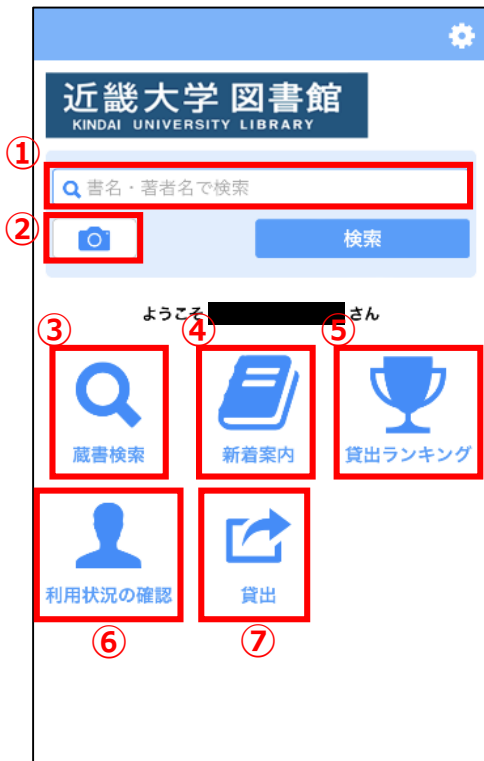 近畿大学 図書館
KINDAI UNIVERSITY LIBRARY
①
書名・著者名で検索
②
検索
ようこそ さん
③ ④ ⑤
蔵書検索 新着案内 貸出ランキング
利用状況の確認 貸出
⑥ ⑦